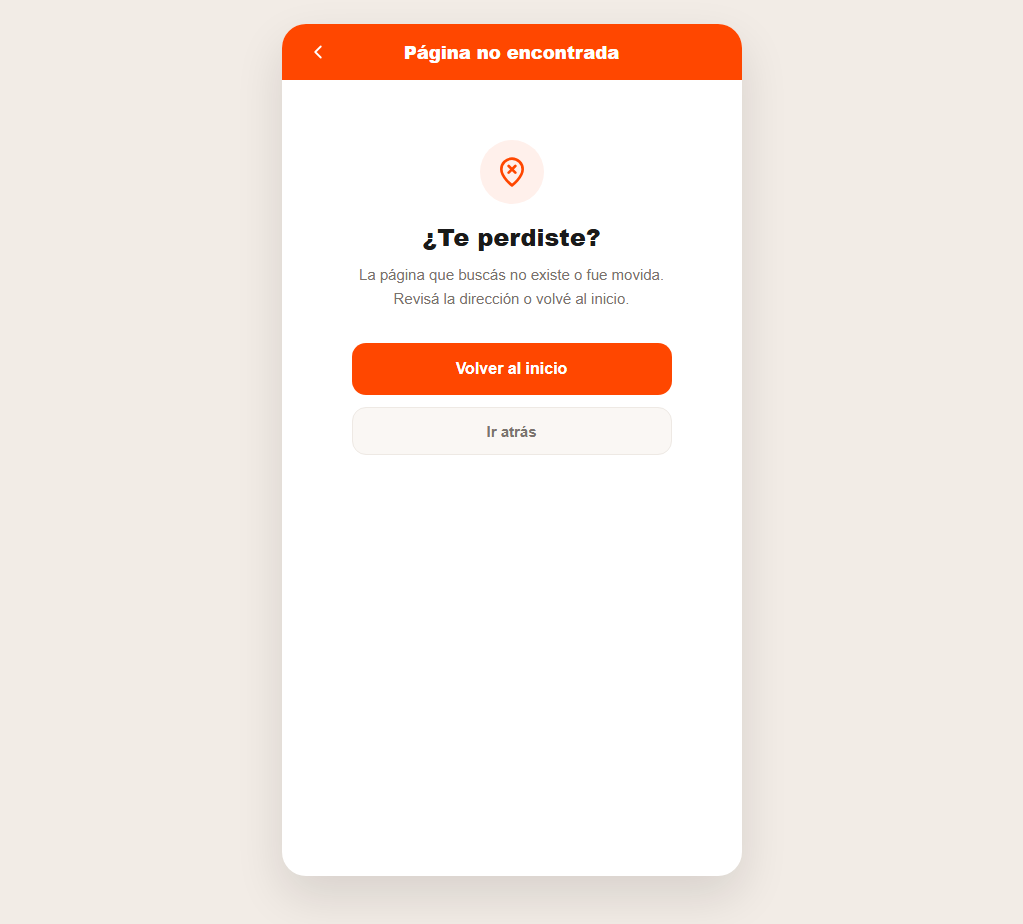 Página no encontrada
¿Te perdiste?
La página que buscás no existe o fue movida.
Revisá la dirección o volvé al inicio.
Volver al inicio
Ir atrás